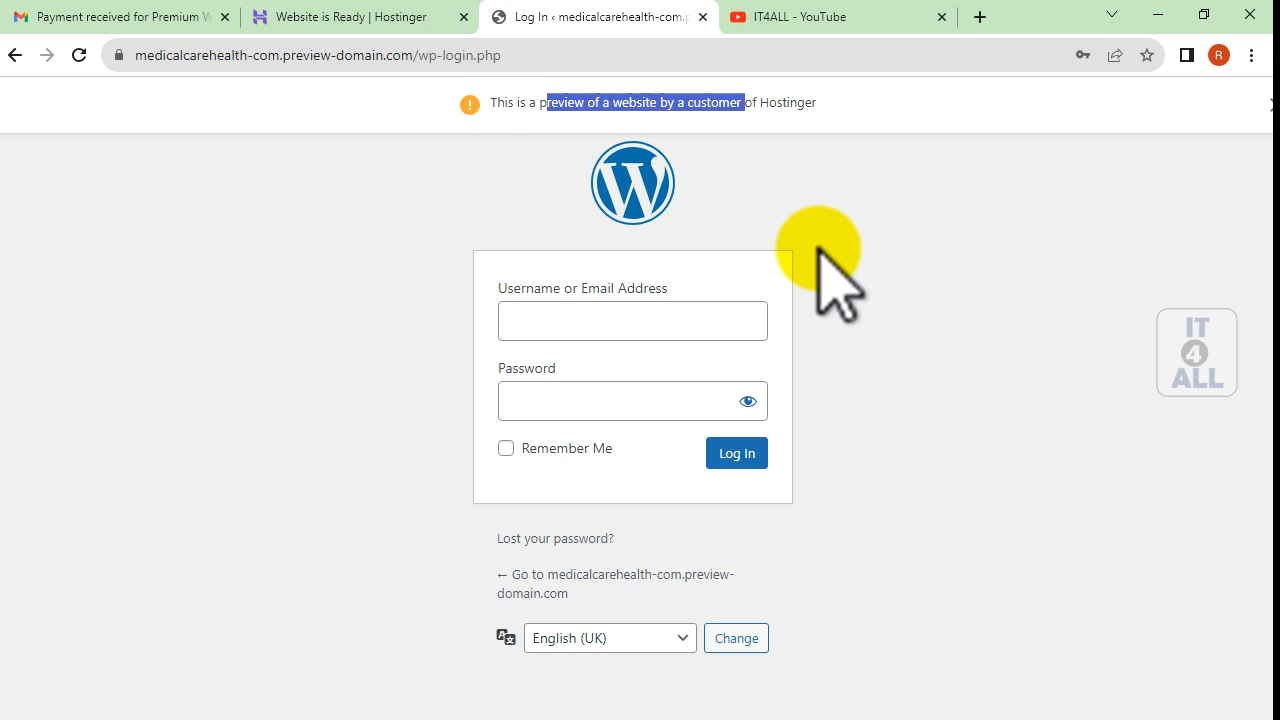 Payment received for Premium W
Website is Ready | Hostinger
Log In ‹ medicalcarehealth-com.p
IT4ALL - YouTube
medicalcarehealth-com.preview-domain.com/wp-login.php
R
This is a preview of a website by a customer of Hostinger
Username or Email Address
Password
Remember Me
Log In
Lost your password?
← Go to medicalcarehealth-com.preview-
domain.com
English (UK)
Change
IT
4
ALL